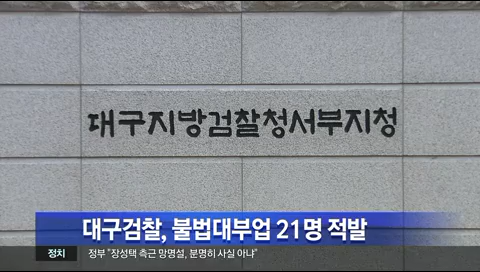 대구지방검찰청서부지청
대구검찰, 불법대부업 21명 적발
정치 정부 "장성택 측근 망명설, 분명히 사실 아냐"